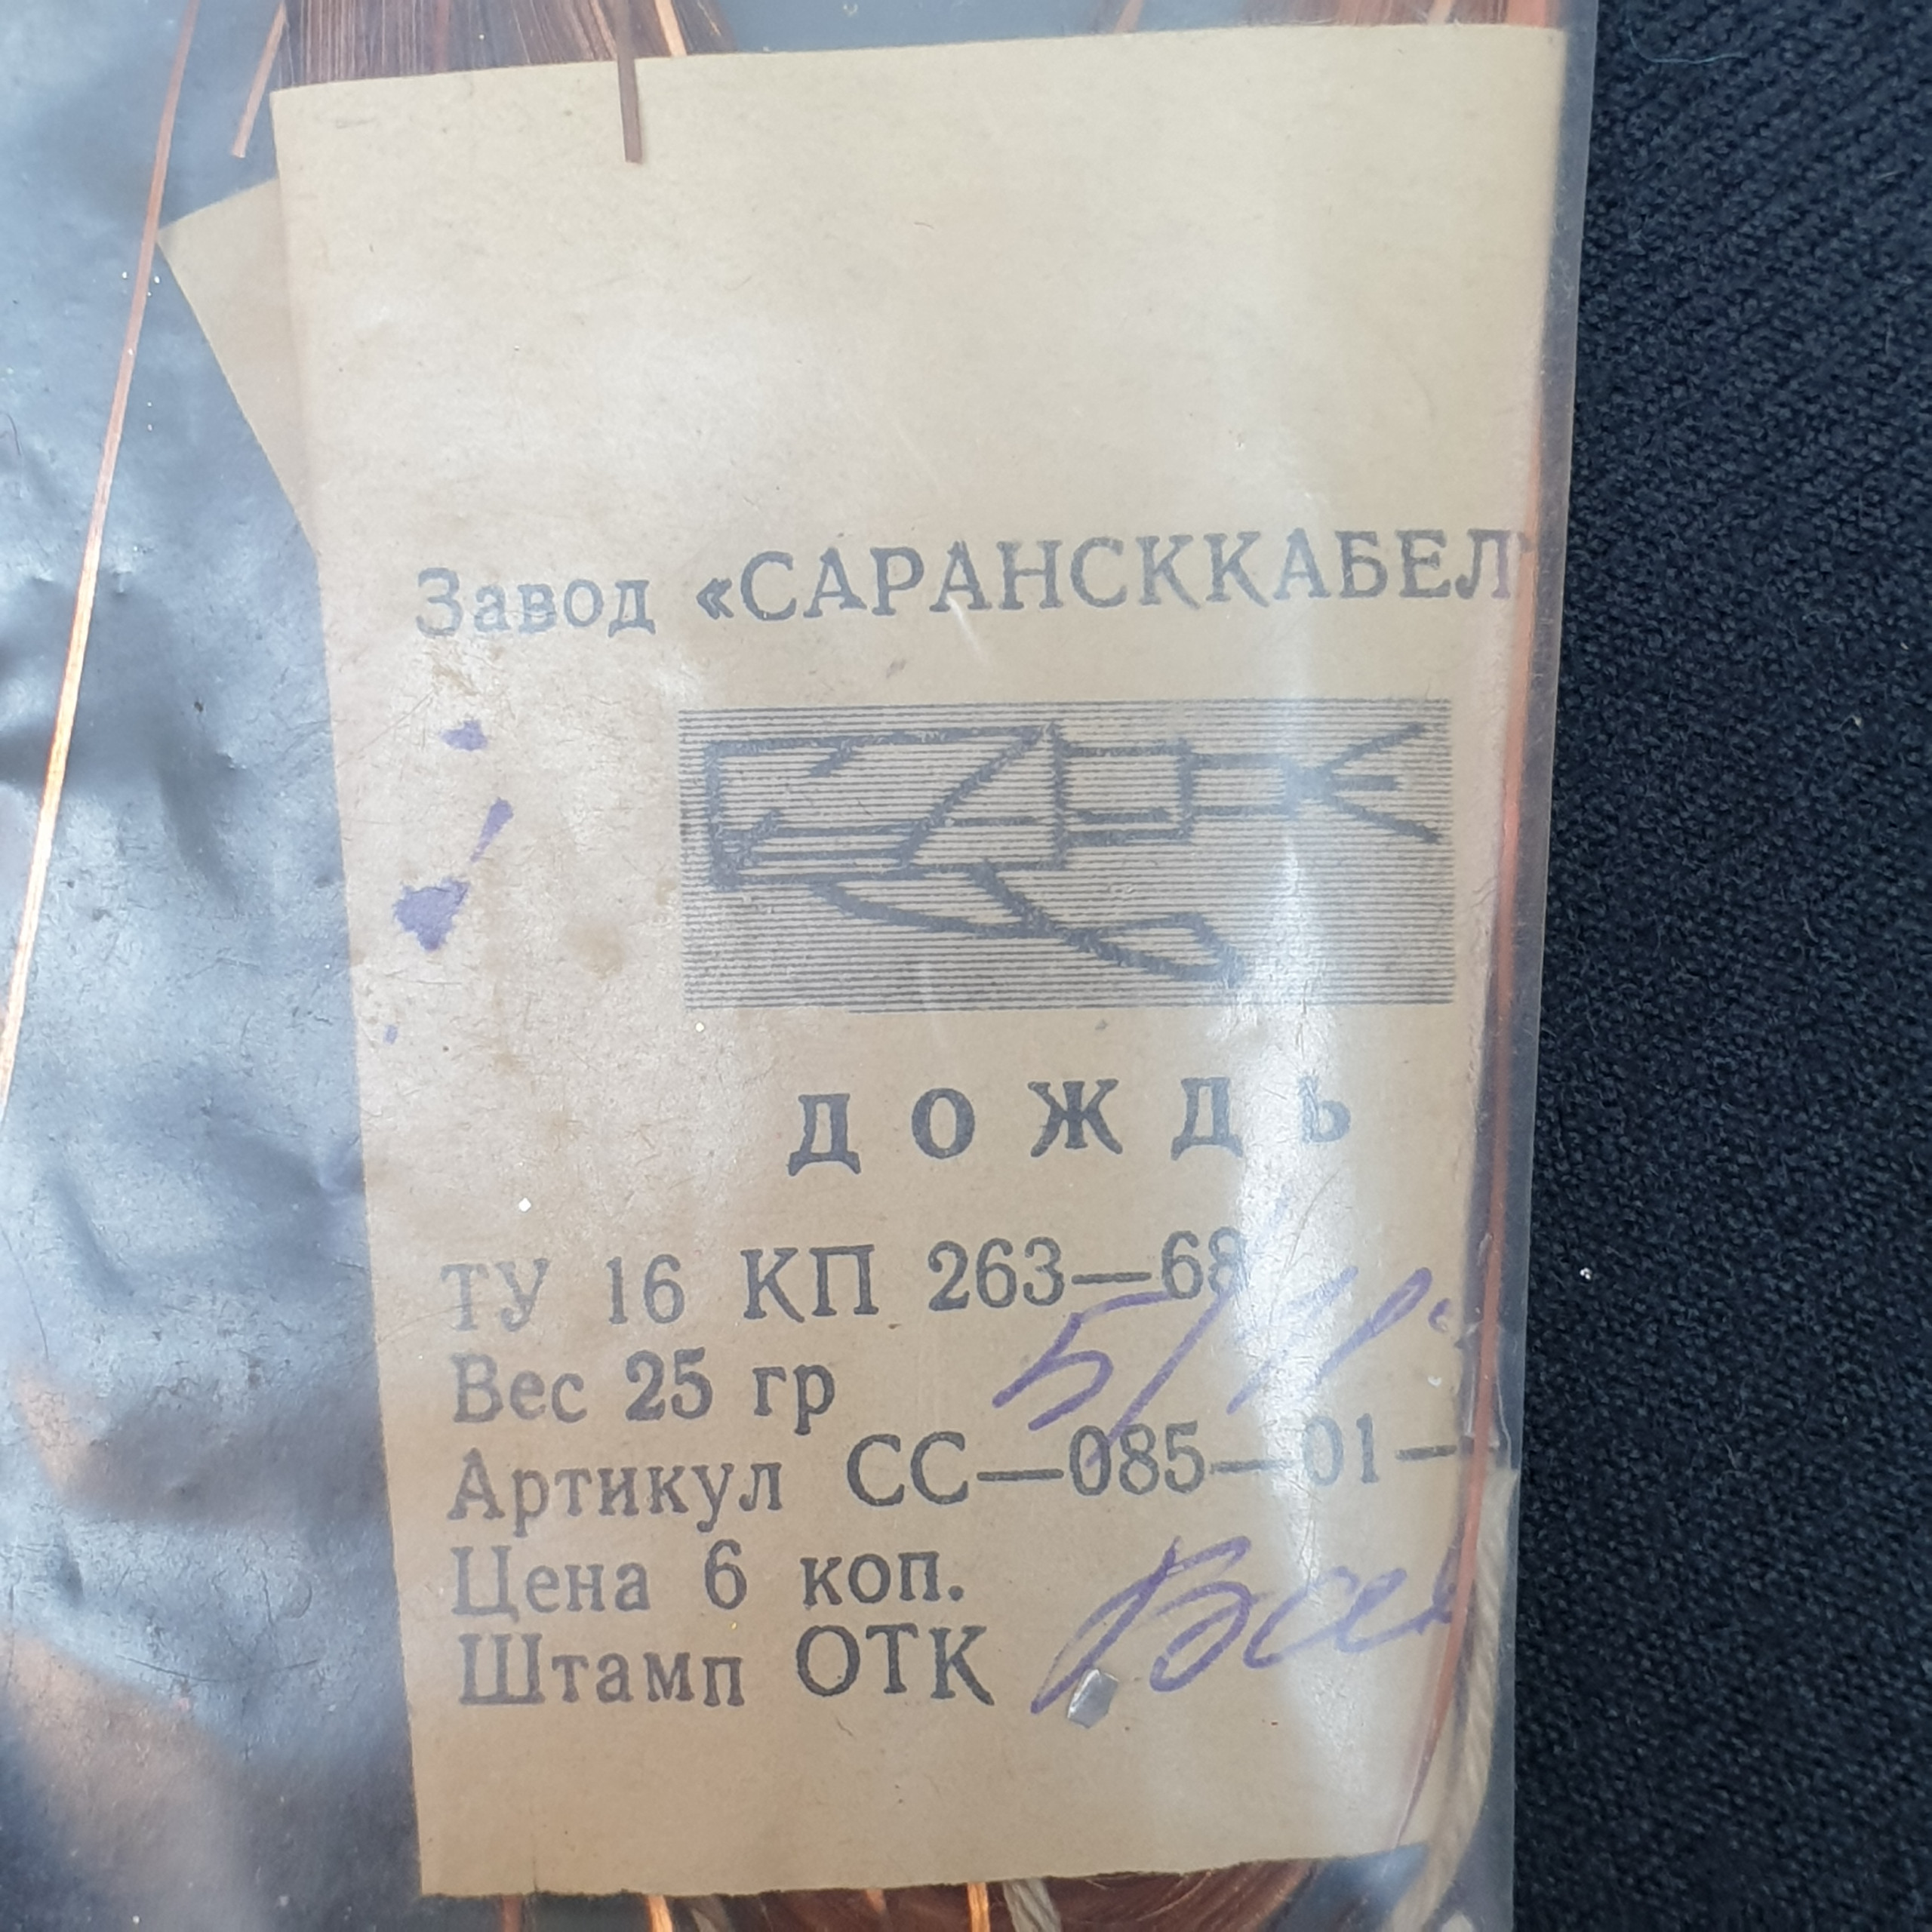 Завод «САРАНСККАБЕЛ
ДОЖДЬ
ТУ 16 КП 263—68
Вес 25 гр
Артикул СС—085—01—
Цена 6 коп.
Штамп ОТК